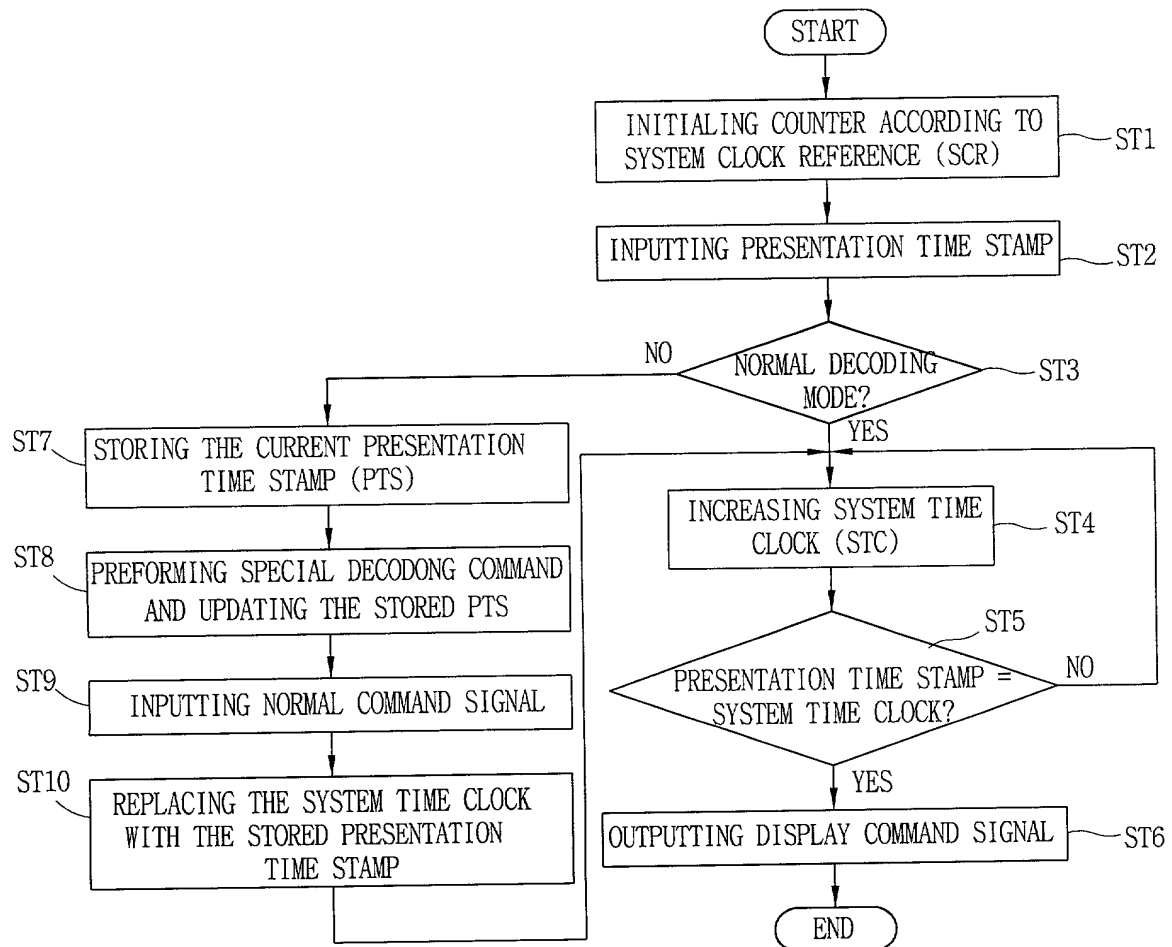 START
INITIALING COUNTER ACCORDING TO
SYSTEM CLOCK REFERENCE (SCR)
ST1
INPUTTING PRESENTATION TIME STAMP
ST2
NORMAL DECODING
MODE?
ST3
NO
YES
ST7
STORING THE CURRENT PRESENTATION
TIME STAMP (PTS)
ST8
PREFORMING SPECIAL DECODONG COMMAND
AND UPDATING THE STORED PTS
ST9
INPUTTING NORMAL COMMAND SIGNAL
ST10
REPLACING THE SYSTEM TIME CLOCK
WITH THE STORED PRESENTATION
TIME STAMP
INCREASING SYSTEM TIME
CLOCK (STC)
ST4
ST5
PRESENTATION TIME STAMP =
SYSTEM TIME CLOCK?
NO
YES
OUTPUTTING DISPLAY COMMAND SIGNAL
ST6
END